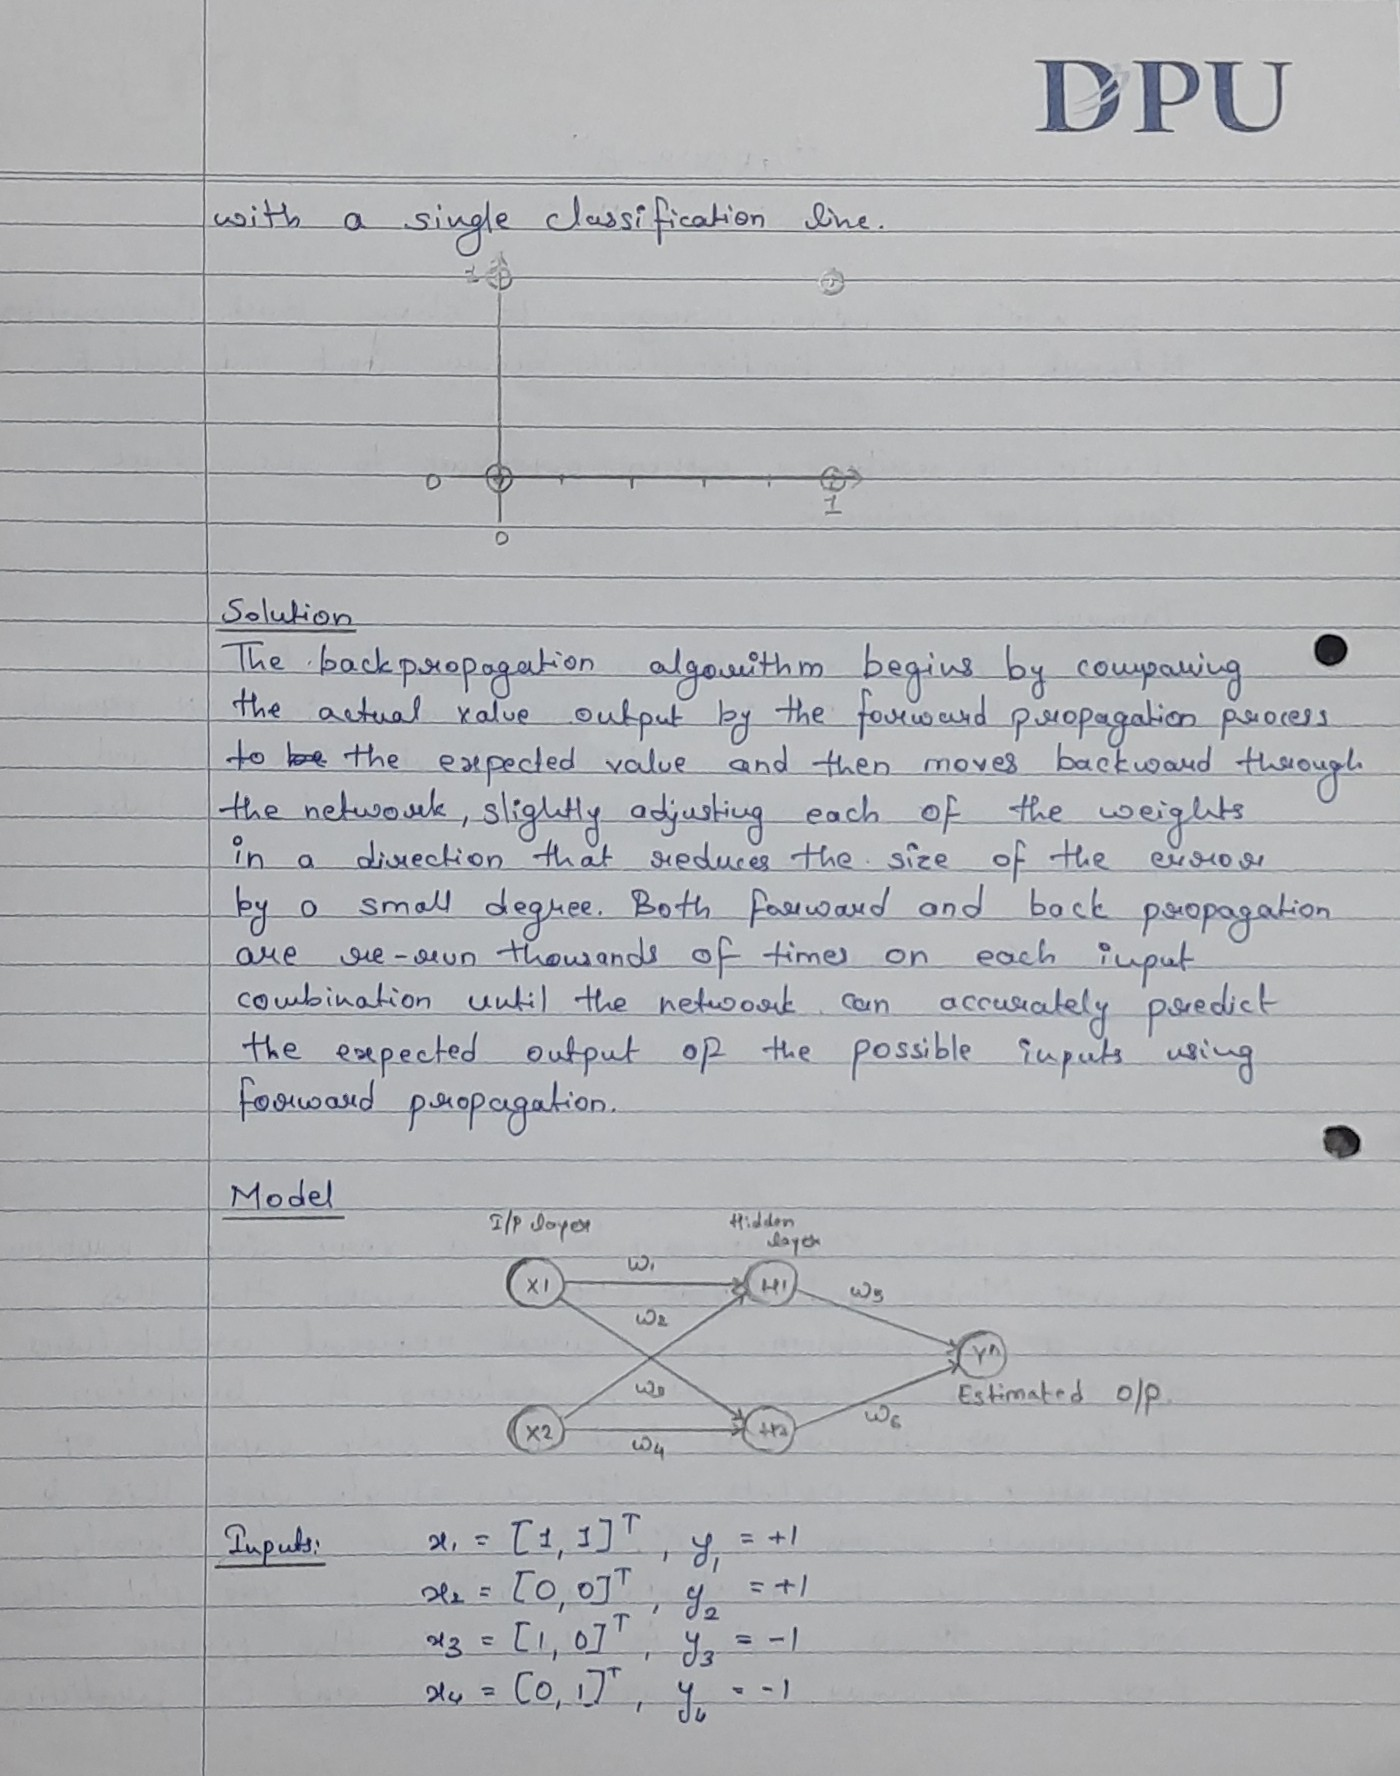 DPU
with a single classification line.
1
0
1
0
Solution
The backpropagation algorithm begins by comparing
the actual value output by the forward propagation process
to be the expected value and then moves backward through
the network, slightly adjusting each of the weights
in a direction that reduces the size of the error
by a small degree. Both forward and back propagation
are re-run thousands of times on each input
combination until the network can accurately predict
the expected output of the possible inputs using
forward propagation.
Model
I/P layer Hidden
layer
X1 w1 H1 w5
w2
Y^
w3 Estimated O/P.
X2 w4 H2 w6
Inputs: x1 = [1, 1]ᵀ, y1 = +1
x2 = [0, 0]ᵀ, y2 = +1
x3 = [1, 0]ᵀ, y3 = -1
x4 = [0, 1]ᵀ, y4 = -1